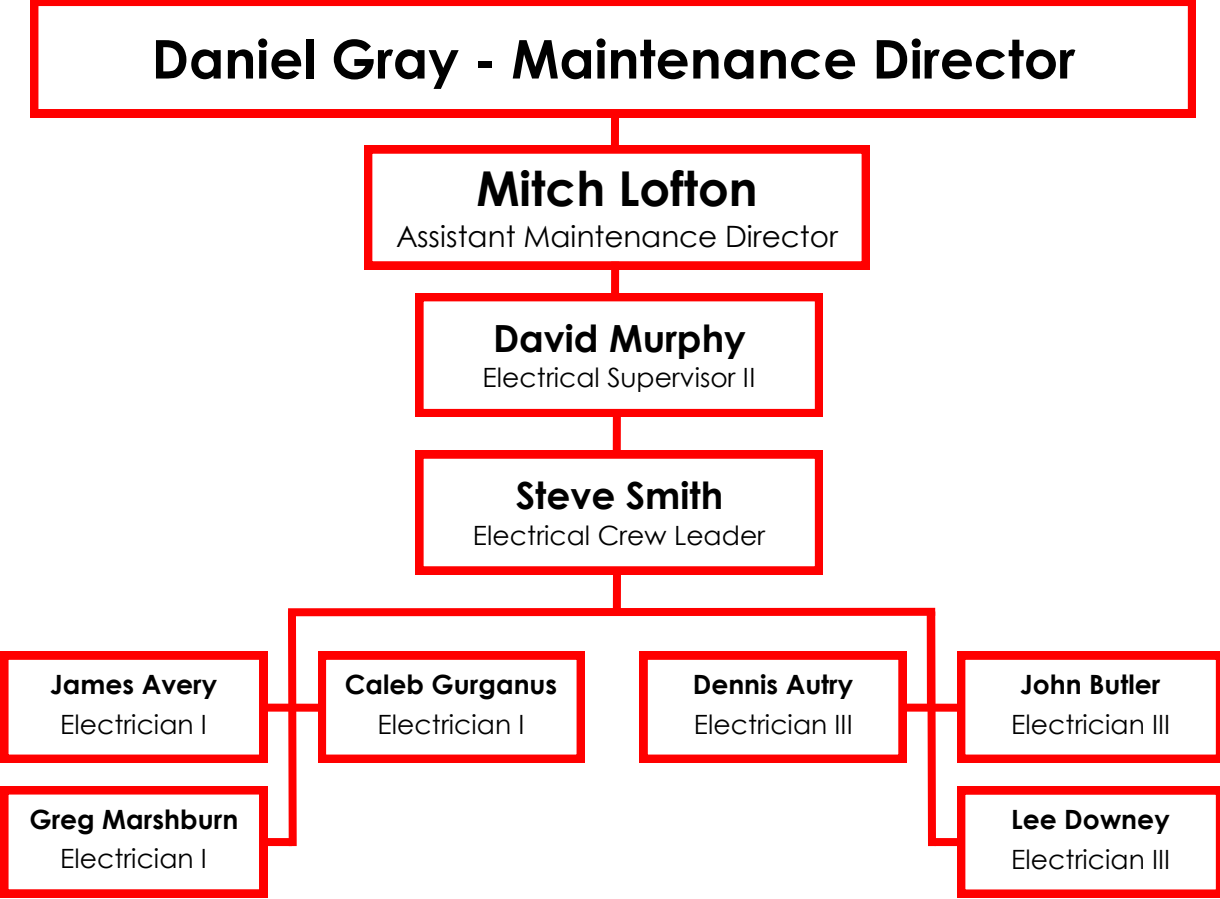 Daniel Gray - Maintenance Director
Mitch Lofton
Assistant Maintenance Director
David Murphy
Electrical Supervisor II
Steve Smith
Electrical Crew Leader
James Avery
Electrician I
Caleb Gurganus
Electrician I
Dennis Autry
Electrician III
John Butler
Electrician III
Greg Marshburn
Electrician I
Lee Downey
Electrician III